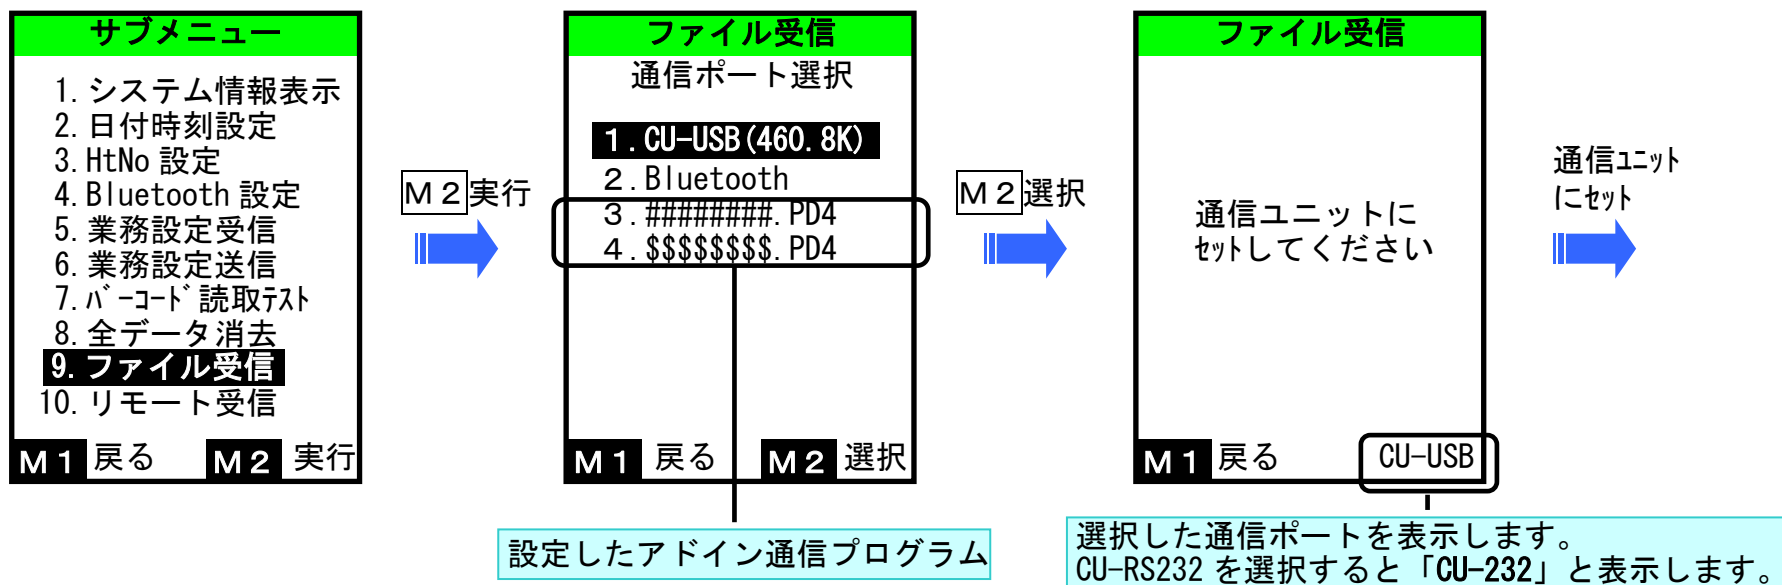 サブメニュー
1. システム情報表示
2. 日付時刻設定
3. HtNo 設定
4. Bluetooth 設定
5. 業務設定受信
6. 業務設定送信
7. ﾊﾞｰｺｰﾄﾞ読取ﾃｽﾄ
8. 全データ消去
9. ファイル受信
10. リモート受信
M1 戻る M2 実行
M2実行
ファイル受信
通信ポート選択
1. CU-USB(460.8K)
2. Bluetooth
3. ########.PD4
4. $$$$$$$$.PD4
M1 戻る M2 選択
設定したアドイン通信プログラム
M2選択
ファイル受信
通信ユニットに
ｾｯﾄしてください
M1 戻る CU-USB
選択した通信ポートを表示します。
CU-RS232 を選択すると「CU-232」と表示します。
通信ﾕﾆｯﾄ
にｾｯﾄ